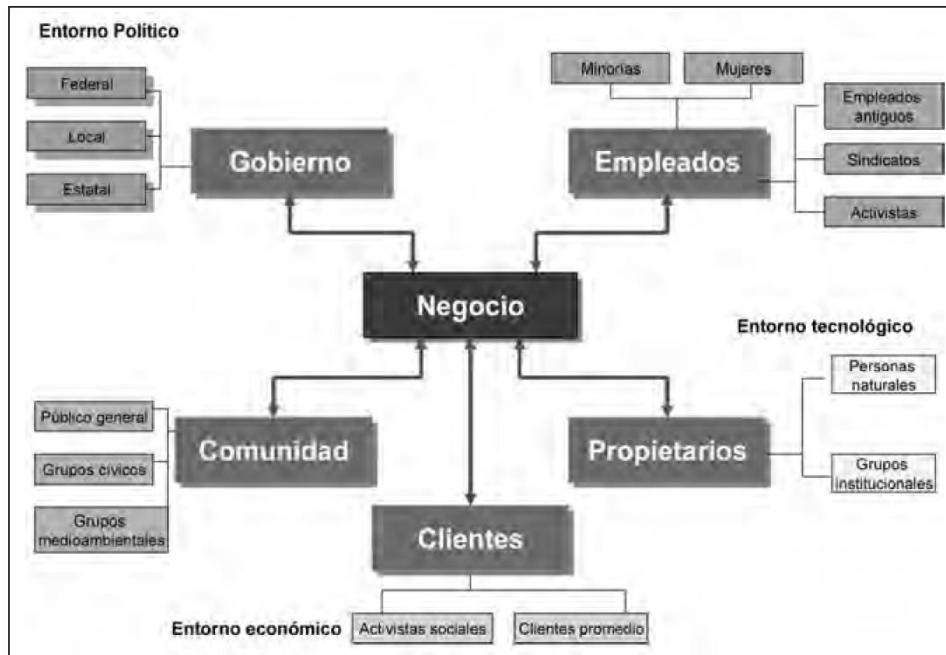 Entorno Político
Federal
Local
Estatal
Gobierno
Minorías
Mujares
Empleados
Empleados
antiguos
Sindicatos
Activistas
Negocio
Entorno tecnológico
Personas
naturales
Grupos
institucionales
Propietarios
Público general
Grupos cívicos
Grupos
medioambientales
Comunidad
Clientes
Entorno económico
Activistas sociales
Clientes promedio